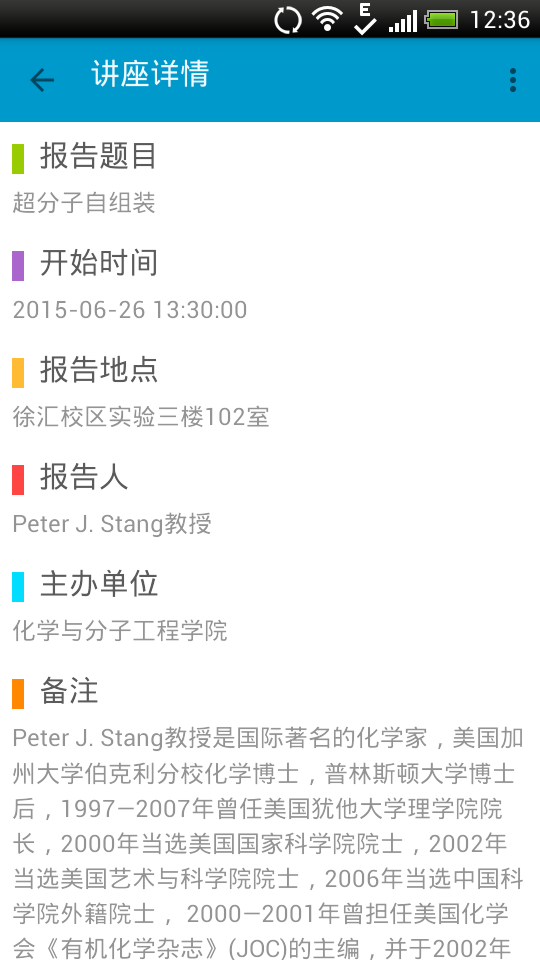 E
12:36
讲座详情
报告题目
超分子自组装
开始时间
2015-06-26 13:30:00
报告地点
徐汇校区实验三楼102室
报告人
Peter J. Stang教授
主办单位
化学与分子工程学院
备注
Peter J. Stang教授是国际著名的化学家，美国加
州大学伯克利分校化学博士，普林斯顿大学博士
后，1997—2007年曾任美国犹他大学理学院院
长，2000年当选美国国家科学院院士，2002年
当选美国艺术与科学院院士，2006年当选中国科
学院外籍院士， 2000—2001年曾担任美国化学
会《有机化学杂志》(JOC)的主编，并于2002年